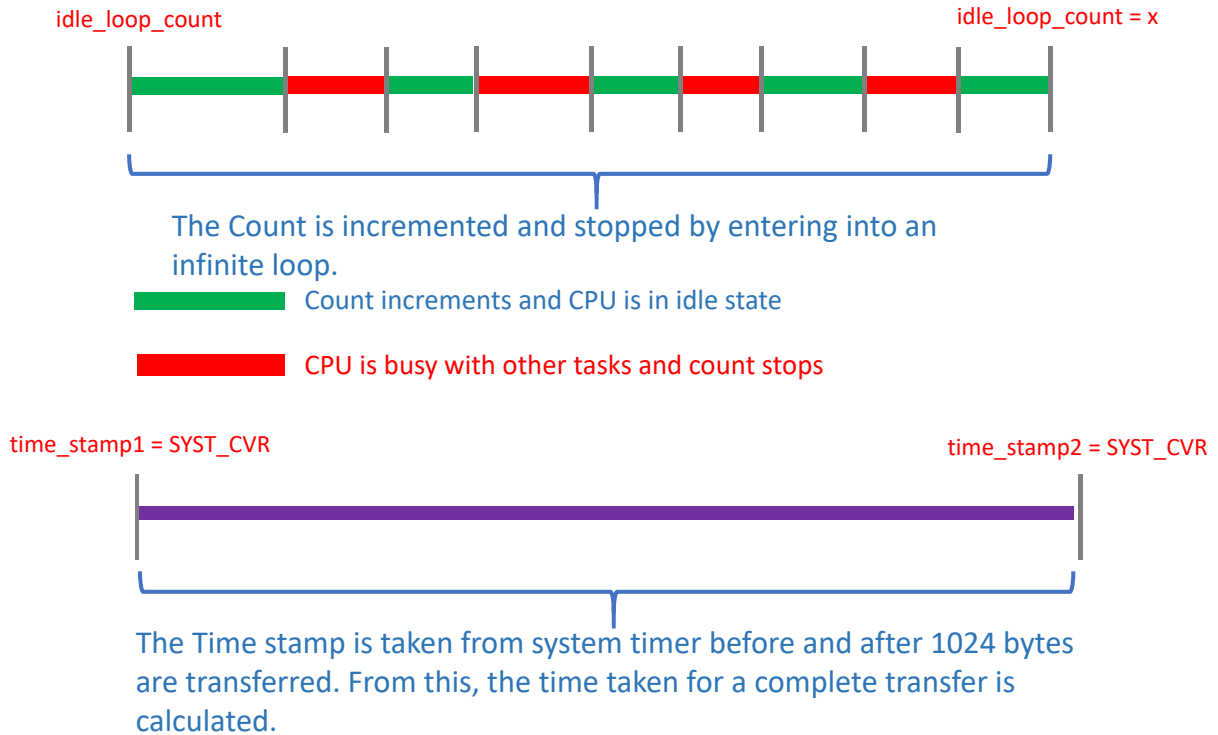 idle_loop_count
idle_loop_count = x
The Count is incremented and stopped by entering into an
infinite loop.
Count increments and CPU is in idle state
CPU is busy with other tasks and count stops
time_stamp1 = SYST_CVR
time_stamp2 = SYST_CVR
The Time stamp is taken from system timer before and after 1024 bytes
are transferred. From this, the time taken for a complete transfer is
calculated.